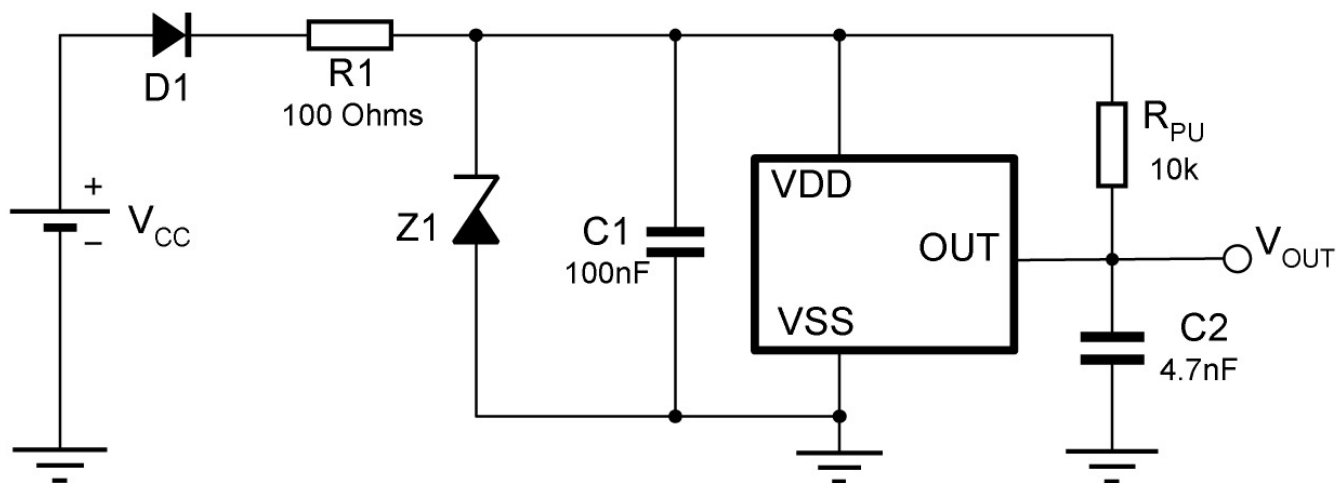 D1
R1
100 Ohms
+
V_CC
–
Z1
C1
100nF
VDD
OUT
VSS
R_PU
10k
V_OUT
C2
4.7nF